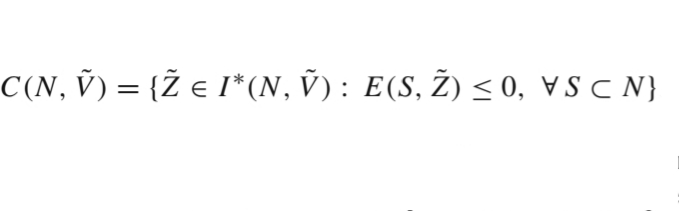 C(N, Ṽ) = {Z̃ ∈ I*(N, Ṽ) : E(S, Z̃) ≤ 0, ∀ S ⊂ N}